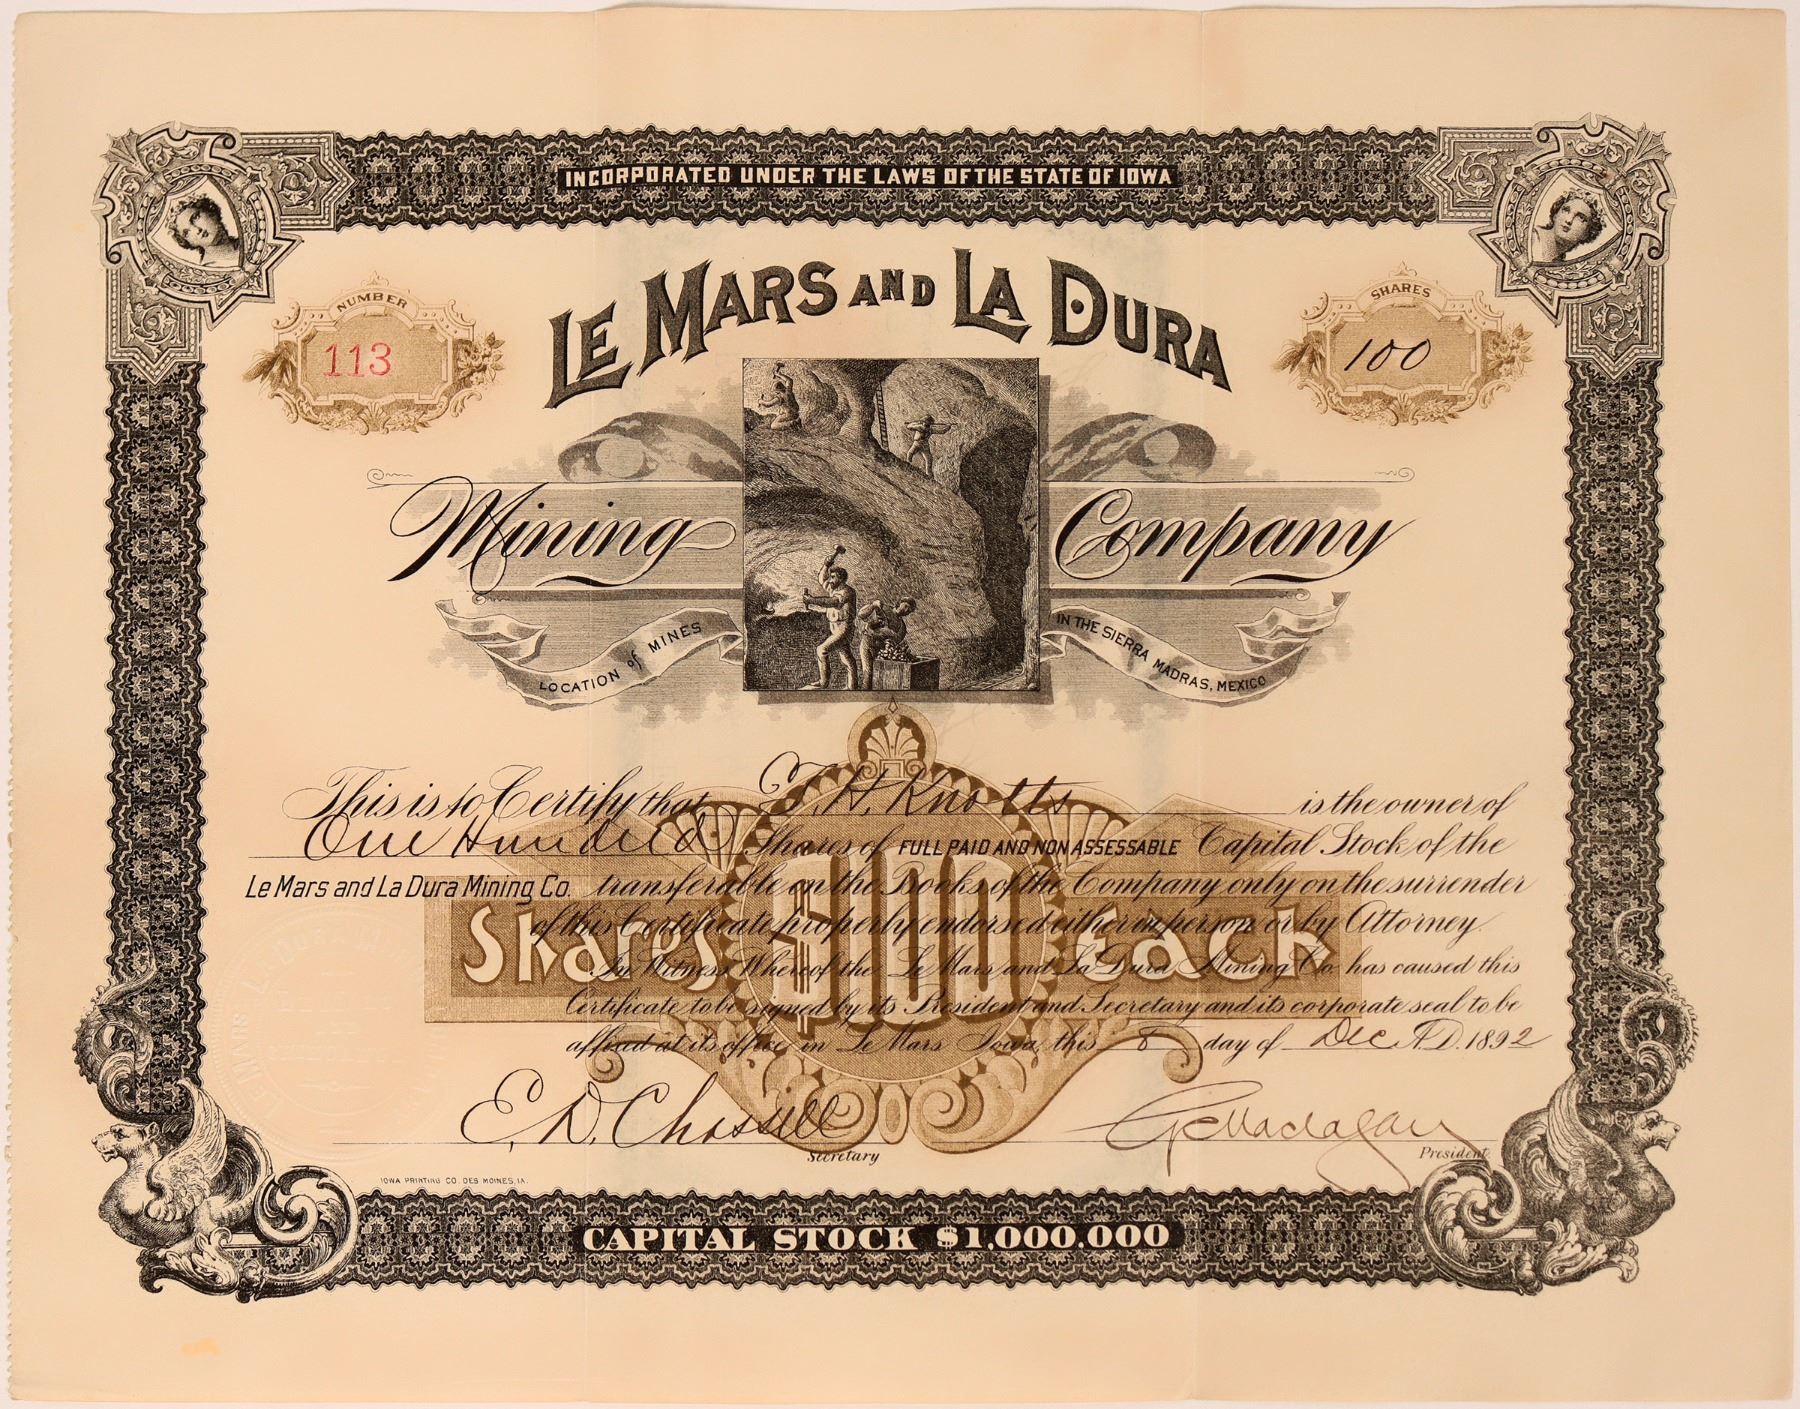 INCORPORATED UNDER THE LAWS OF THE STATE OF IOWA
NUMBER
113
SHARES
100
LE MARS AND LA DURA
Mining Company
LOCATION of MINES IN THE SIERRA MADRAS, MEXICO
This is to Certify that T. H. Knotts is the owner of
One Hundred Shares of FULL PAID AND NON ASSESSABLE Capital Stock of the
Le Mars and La Dura Mining Co. transferable on the Books of the Company only on the surrender
of this Certificate properly endorsed either in person or by Attorney.
In Witness Whereof the Le Mars and La Dura Mining Co has caused this
Certificate to be signed by its President and Secretary and its corporate seal to be
affixed at its office in Le Mars Iowa, this 8 day of Dec A.D. 1892
Shares $100 Each
E. D. Chassell
Secretary
President
IOWA PRINTING CO. DES MOINES, IA.
CAPITAL STOCK $1,000.000